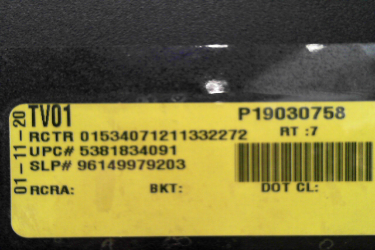 01-11-20
TV01 P19030758
RCTR 01534071211332272 RT :7
UPC# 5381834091
SLP# 96149979203
RCRA: BKT: DOT CL: